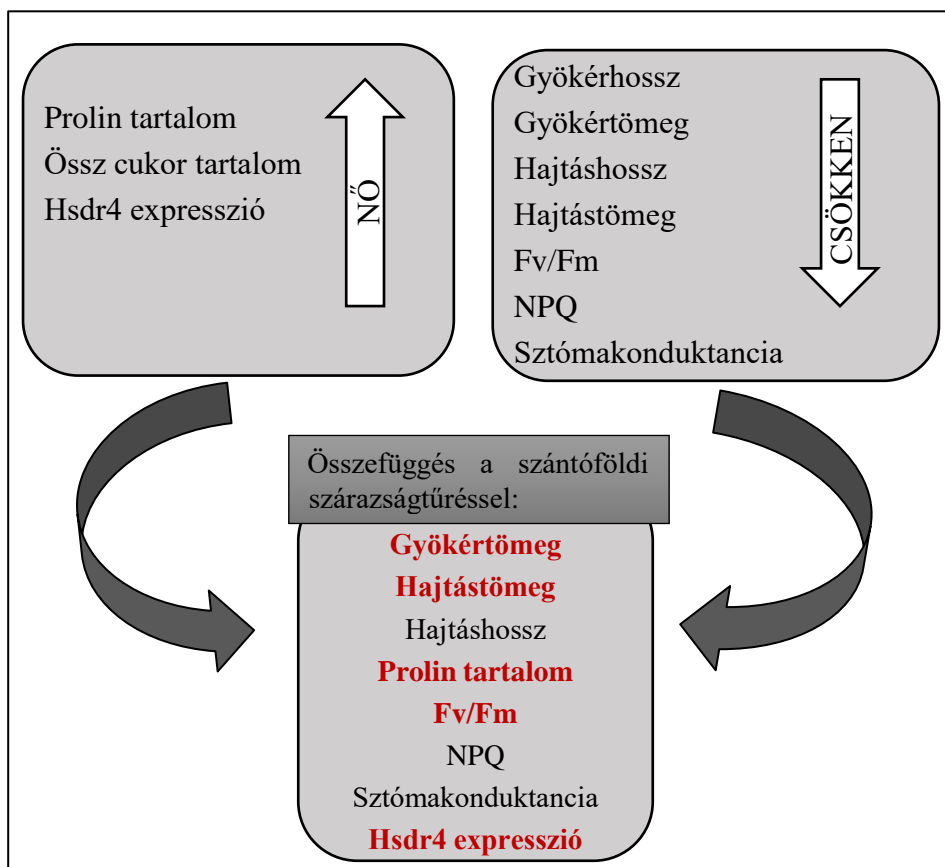 Prolin tartalom
Össz cukor tartalom
Hsdr4 expresszió
NŐ
Gyökérhossz
Gyökértömeg
Hajtáshossz
Hajtástömeg
Fv/Fm
NPQ
Sztómakonduktancia
CSÖKKEN
Összefüggés a szántóföldi
szárazságtűréssel:
Gyökértömeg
Hajtástömeg
Hajtáshossz
Prolin tartalom
Fv/Fm
NPQ
Sztómakonduktancia
Hsdr4 expresszió